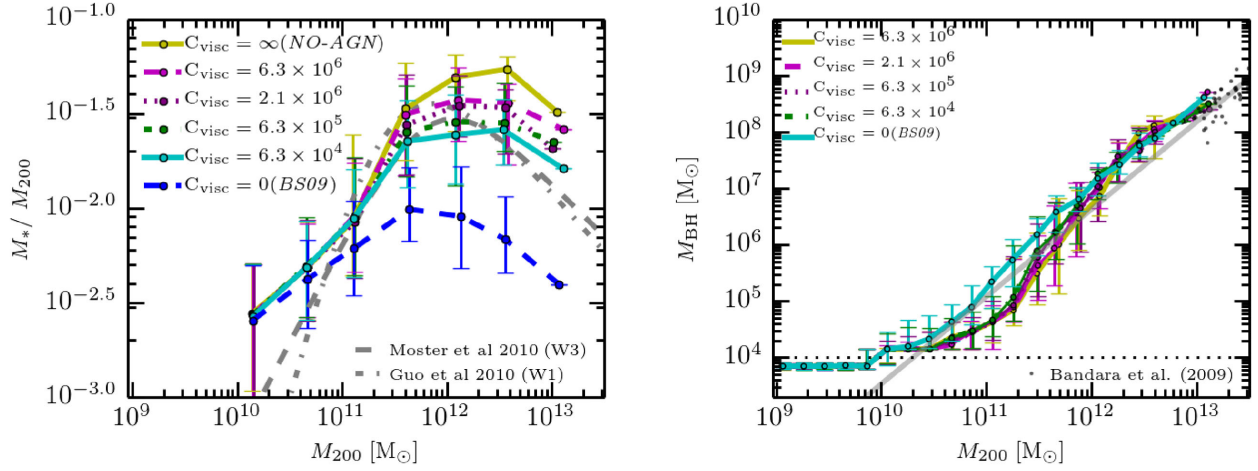 10^{-1.0}
10^{-1.5}
10^{-2.0}
10^{-2.5}
10^{-3.0}
M_*/ M_{200}
C_{visc} = ∞(NO-AGN)
C_{visc} = 6.3 × 10^6
C_{visc} = 2.1 × 10^6
C_{visc} = 6.3 × 10^5
C_{visc} = 6.3 × 10^4
C_{visc} = 0(BS09)
Moster et al 2010 (W3)
Guo et al 2010 (W1)
10^9 10^{10} 10^{11} 10^{12} 10^{13}
M_{200} [M_⊙]
10^{10}
10^9
10^8
10^7
10^6
10^5
10^4
M_{BH} [M_⊙]
C_{visc} = 6.3 × 10^6
C_{visc} = 2.1 × 10^6
C_{visc} = 6.3 × 10^5
C_{visc} = 6.3 × 10^4
C_{visc} = 0(BS09)
Bandara et al. (2009)
10^9 10^{10} 10^{11} 10^{12} 10^{13}
M_{200} [M_⊙]